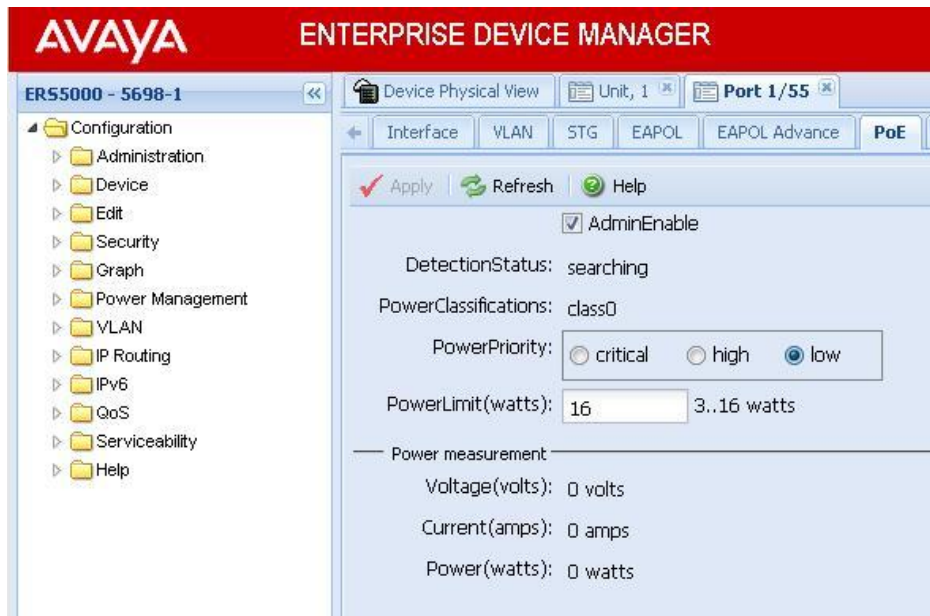 AVAYA ENTERPRISE DEVICE MANAGER
ERS5000 - 5698-1
Configuration
Administration
Device
Edit
Security
Graph
Power Management
VLAN
IP Routing
IPv6
QoS
Serviceability
Help
Device Physical View Unit, 1 Port 1/55
Interface VLAN STG EAPOL EAPOL Advance PoE
Apply Refresh Help
AdminEnable
DetectionStatus: searching
PowerClassifications: class0
PowerPriority: critical high low
PowerLimit(watts): 16 3..16 watts
Power measurement
Voltage(volts): 0 volts
Current(amps): 0 amps
Power(watts): 0 watts